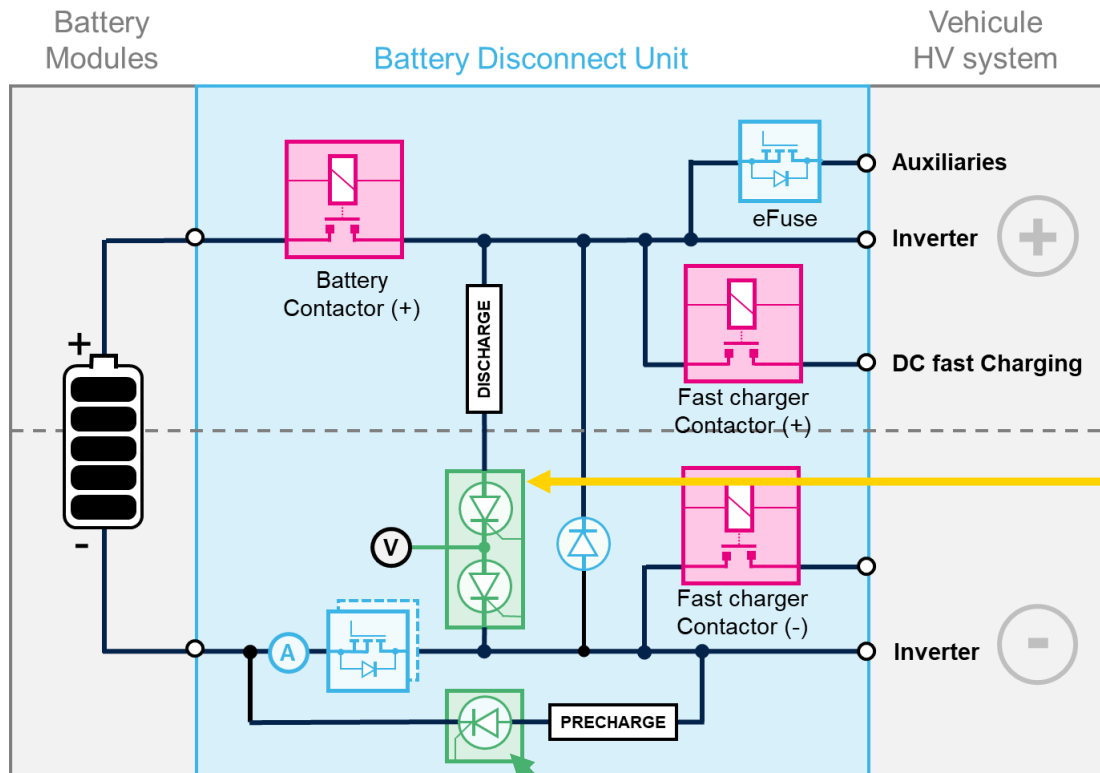 Battery
Modules
Battery Disconnect Unit
Vehicule
HV system
Auxiliaries
eFuse
Inverter
+
Battery
Contactor (+)
DISCHARGE
DC fast Charging
Fast charger
Contactor (+)
+
-
V
Fast charger
Contactor (-)
A
Inverter
-
PRECHARGE